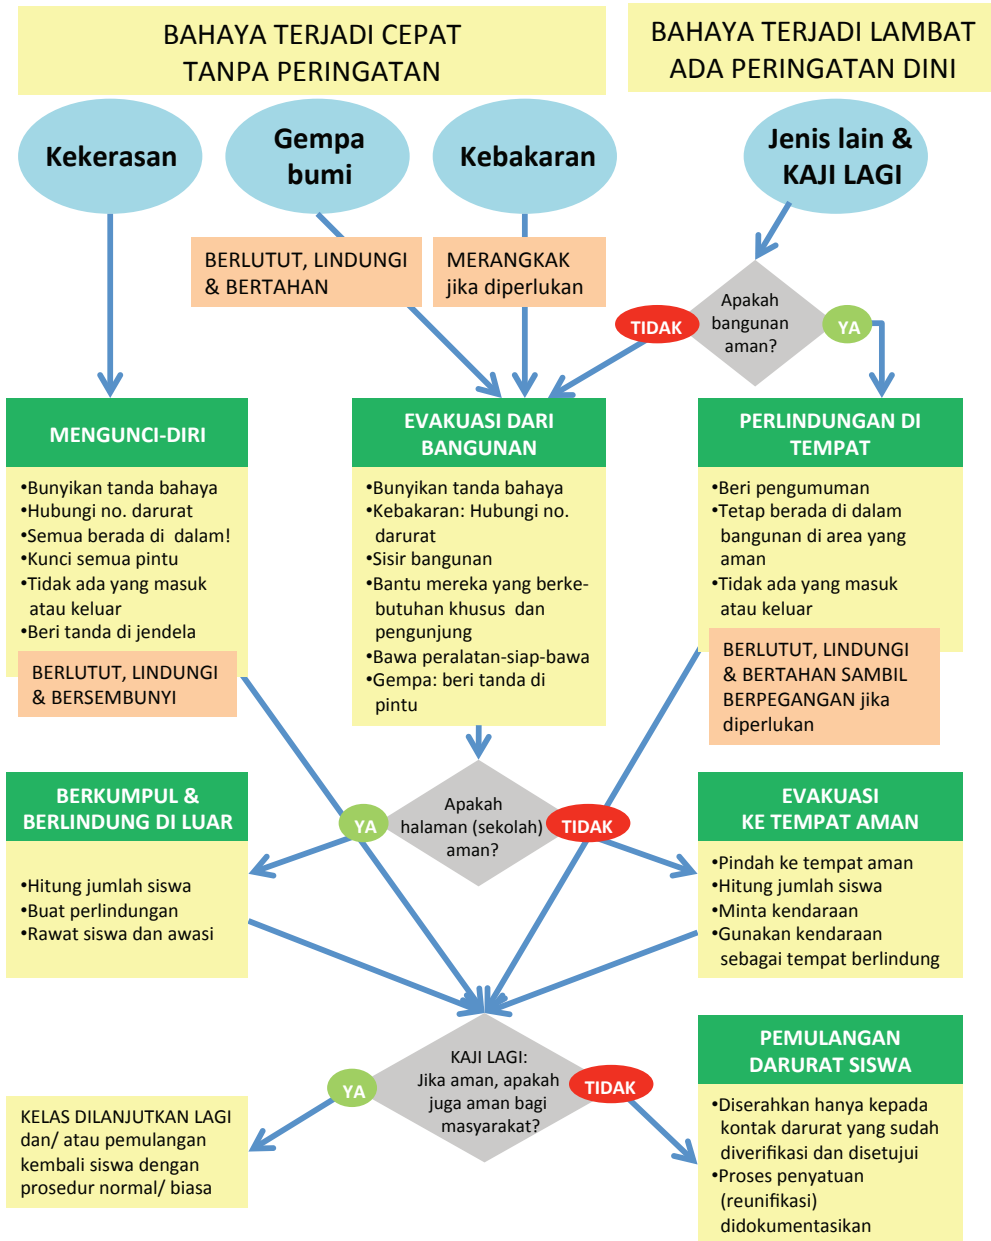 BAHAYA TERJADI CEPAT
TANPA PERINGATAN
BAHAYA TERJADI LAMBAT
ADA PERINGATAN DINI
Kekerasan
Gempa
bumi
Kebakaran
Jenis lain &
KAJI LAGI
BERLUTUT, LINDUNGI
& BERTAHAN
MERANGKAK
jika diperlukan
Apakah
bangunan
aman?
TIDAK
YA
MENGUNCI-DIRI
•Bunyikan tanda bahaya
•Hubungi no. darurat
•Semua berada di dalam!
•Kunci semua pintu
•Tidak ada yang masuk
atau keluar
•Beri tanda di jendela
BERLUTUT, LINDUNGI
& BERSEMBUNYI
EVAKUASI DARI
BANGUNAN
•Bunyikan tanda bahaya
•Kebakaran: Hubungi no.
darurat
•Sisir bangunan
•Bantu mereka yang berke-
butuhan khusus dan
pengunjung
•Bawa peralatan-siap-bawa
•Gempa: beri tanda di
pintu
PERLINDUNGAN DI
TEMPAT
•Beri pengumuman
•Tetap berada di dalam
bangunan di area yang
aman
•Tidak ada yang masuk
atau keluar
BERLUTUT, LINDUNGI
& BERTAHAN SAMBIL
BERPEGANGAN jika
diperlukan
Apakah
halaman (sekolah)
aman?
YA
TIDAK
BERKUMPUL &
BERLINDUNG DI LUAR
•Hitung jumlah siswa
•Buat perlindungan
•Rawat siswa dan awasi
EVAKUASI
KE TEMPAT AMAN
•Pindah ke tempat aman
•Hitung jumlah siswa
•Minta kendaraan
•Gunakan kendaraan
sebagai tempat berlindung
KAJI LAGI:
Jika aman, apakah
juga aman bagi
masyarakat?
YA
TIDAK
KELAS DILANJUTKAN LAGI
dan/ atau pemulangan
kembali siswa dengan
prosedur normal/ biasa
PEMULANGAN
DARURAT SISWA
•Diserahkan hanya kepada
kontak darurat yang sudah
diverifikasi dan disetujui
•Proses penyatuan
(reunifikasi)
didokumentasikan